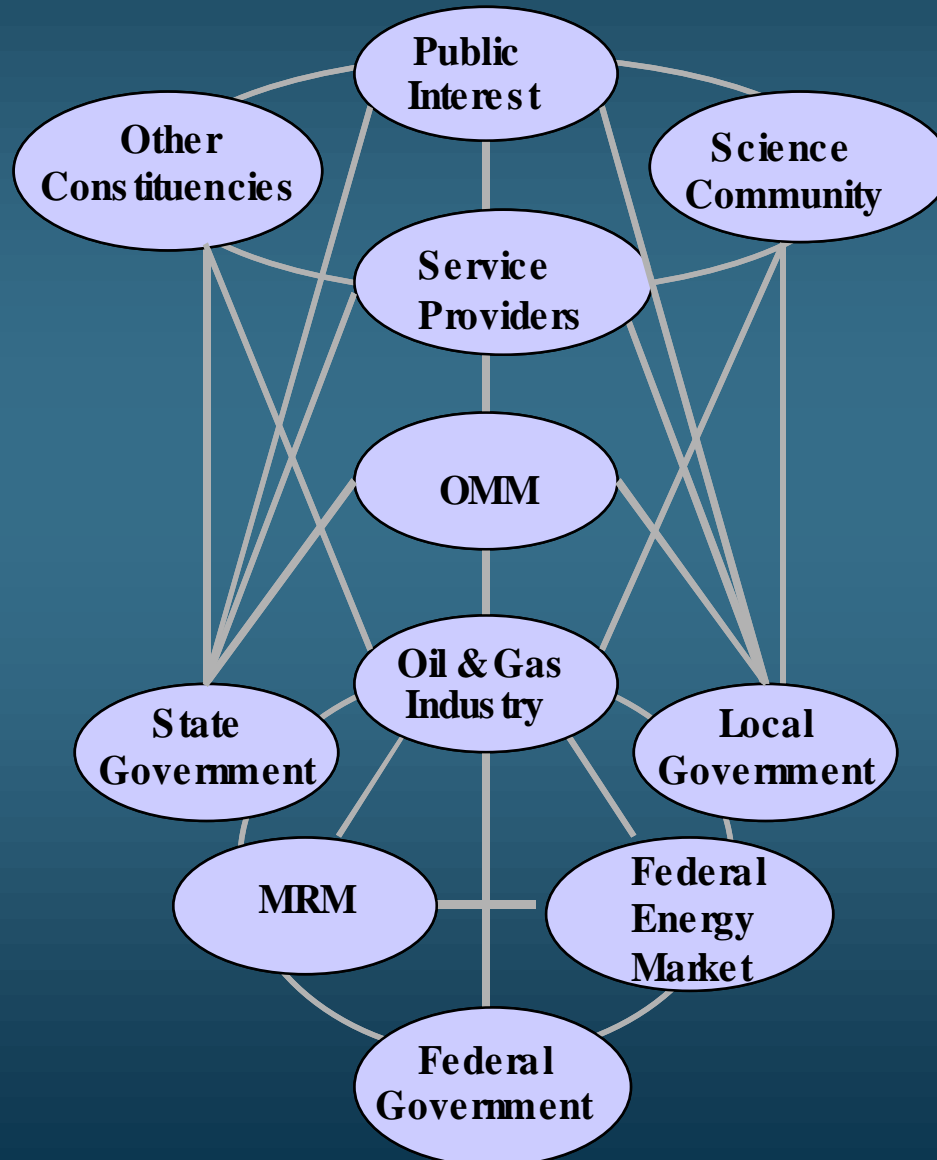 Public
Interest
Other
Constituencies
Science
Community
Service
Providers
OMM
Oil & Gas
Industry
State
Government
Local
Government
MRM
Federal
Energy
Market
Federal
Government